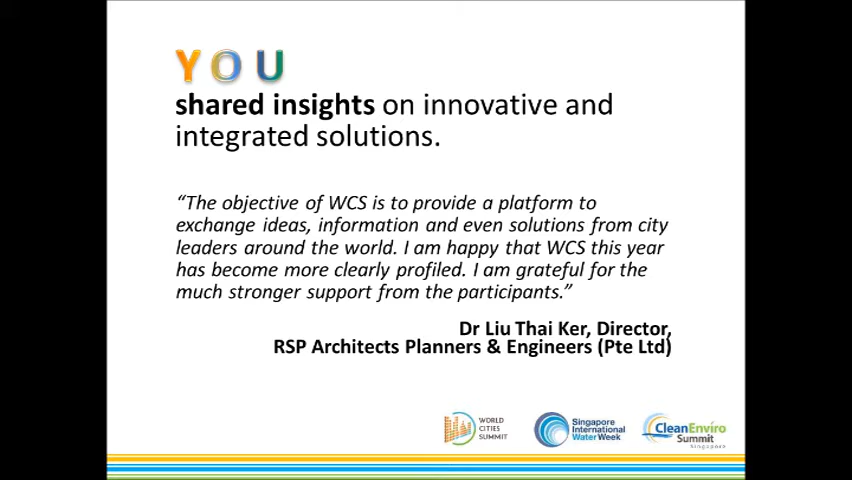 YOU
shared insights on innovative and
integrated solutions.
“The objective of WCS is to provide a platform to
exchange ideas, information and even solutions from city
leaders around the world. I am happy that WCS this year
has become more clearly profiled. I am grateful for the
much stronger support from the participants.”
Dr Liu Thai Ker, Director,
RSP Architects Planners & Engineers (Pte Ltd)
WORLD
CITIES
SUMMIT
Singapore
International
Water Week
CleanEnviro
Summit
Singapore